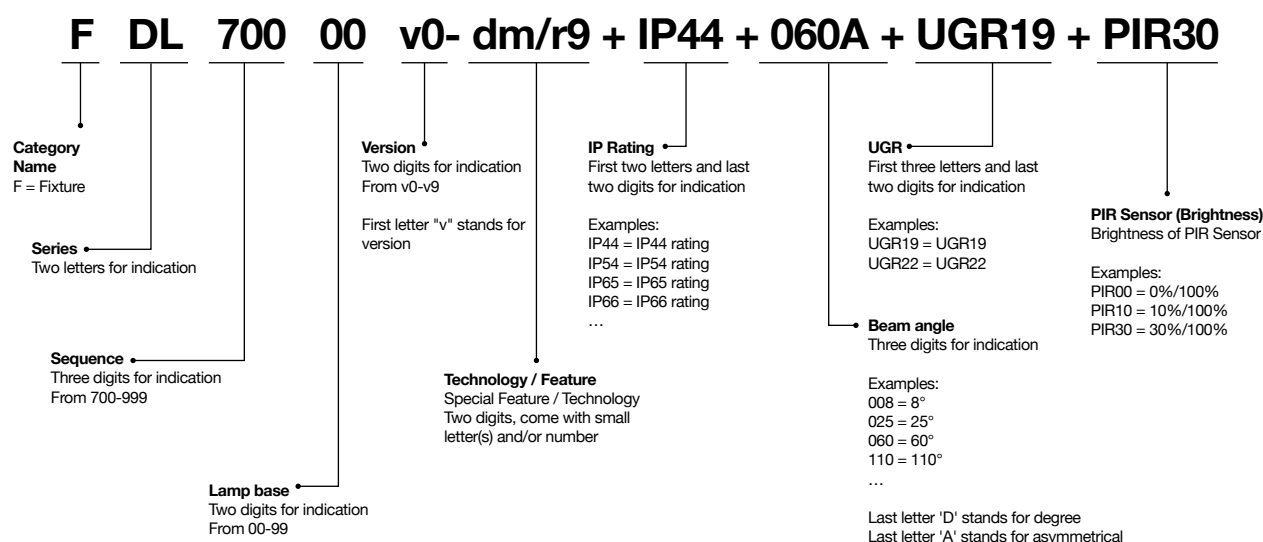 F DL 700 00 v0- dm/r9 + IP44 + 060A + UGR19 + PIR30
Category
Name
F = Fixture
Series
Two letters for indication
Sequence
Three digits for indication
From 700-999
Lamp base
Two digits for indication
From 00-99
Version
Two digits for indication
From v0-v9
First letter "v" stands for
version
Technology / Feature
Special Feature / Technology
Two digits, come with small
letter(s) and/or number
IP Rating
First two letters and last
two digits for indication
Examples:
IP44 = IP44 rating
IP54 = IP54 rating
IP65 = IP65 rating
IP66 = IP66 rating
…
UGR
First three letters and last
two digits for indication
Examples:
UGR19 = UGR19
UGR22 = UGR22
Beam angle
Three digits for indication
Examples:
008 = 8°
025 = 25°
060 = 60°
110 = 110°
…
Last letter 'D' stands for degree
Last letter 'A' stands for asymmetrical
PIR Sensor (Brightness)
Brightness of PIR Sensor
Examples:
PIR00 = 0%/100%
PIR10 = 10%/100%
PIR30 = 30%/100%